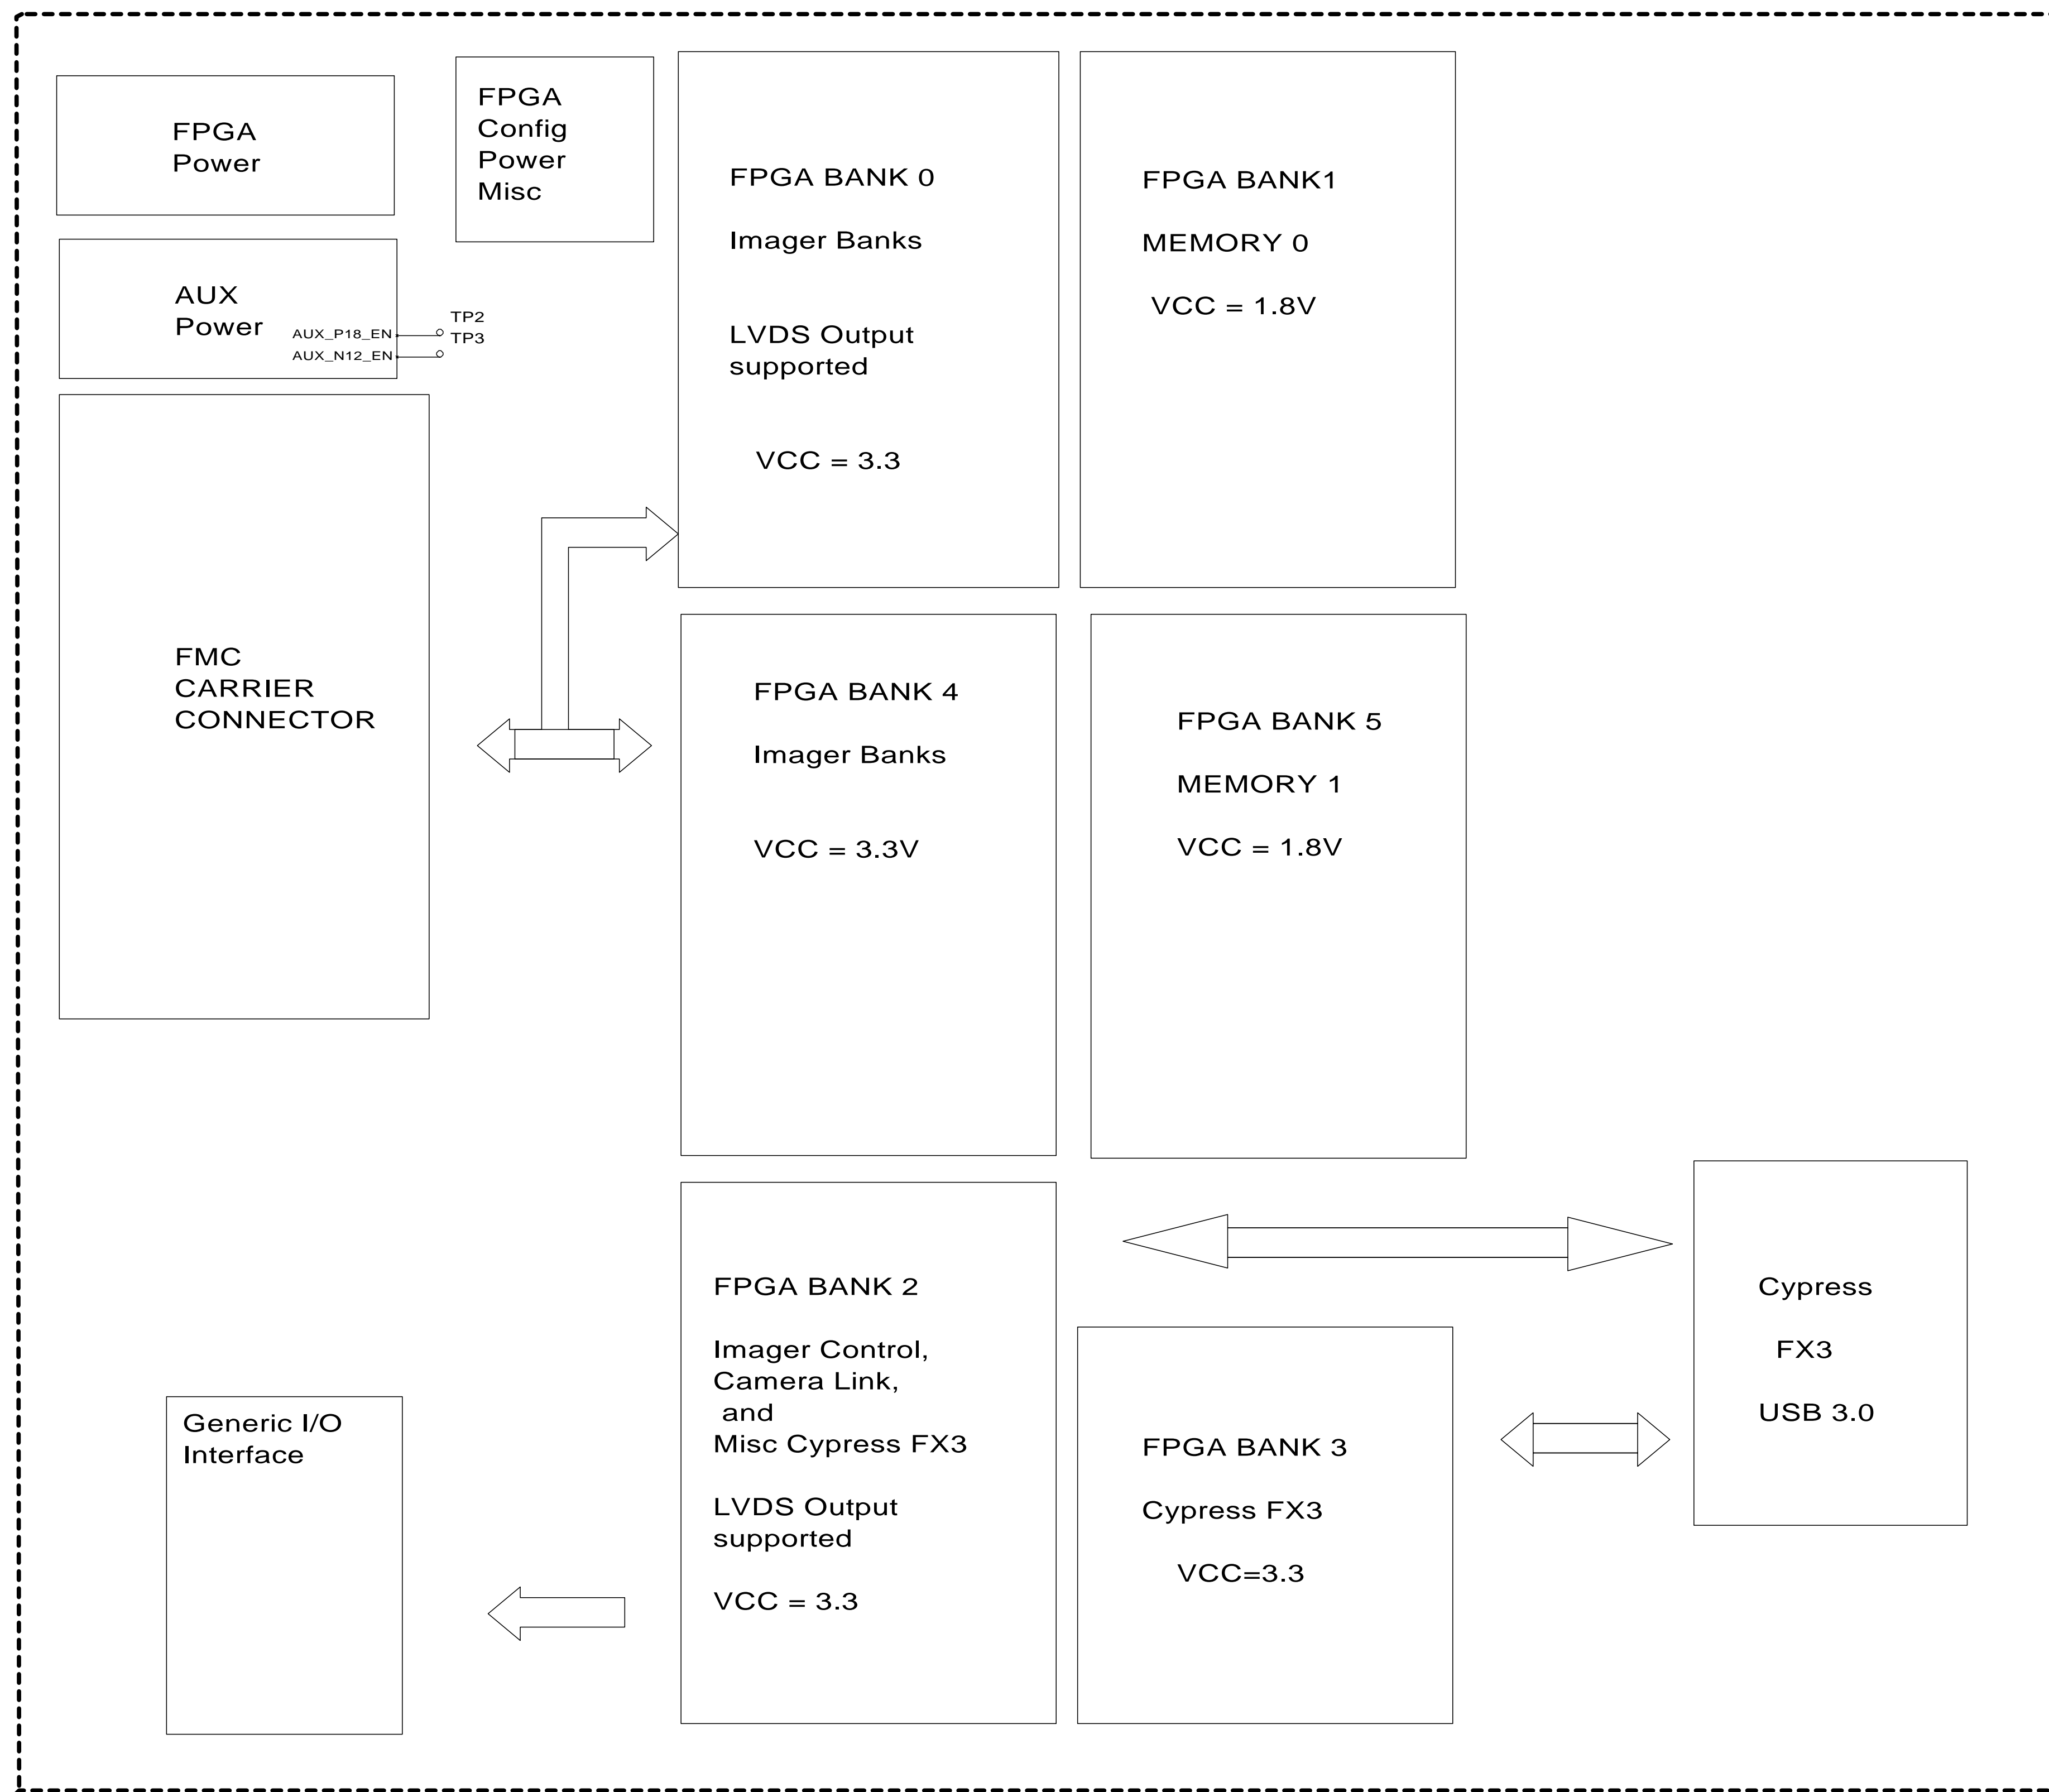 FPGA
Power
FPGA
Config
Power
Misc
FPGA BANK 0
Imager Banks
LVDS Output
supported
VCC = 3.3
FPGA BANK1
MEMORY 0
VCC = 1.8V
AUX
Power
AUX_P18_EN
AUX_N12_EN
TP2
TP3
FMC
CARRIER
CONNECTOR
FPGA BANK 4
Imager Banks
VCC = 3.3V
FPGA BANK 5
MEMORY 1
VCC = 1.8V
FPGA BANK 2
Imager Control,
Camera Link,
and
Misc Cypress FX3
LVDS Output
supported
VCC = 3.3
FPGA BANK 3
Cypress FX3
VCC=3.3
Cypress
FX3
USB 3.0
Generic I/O
Interface